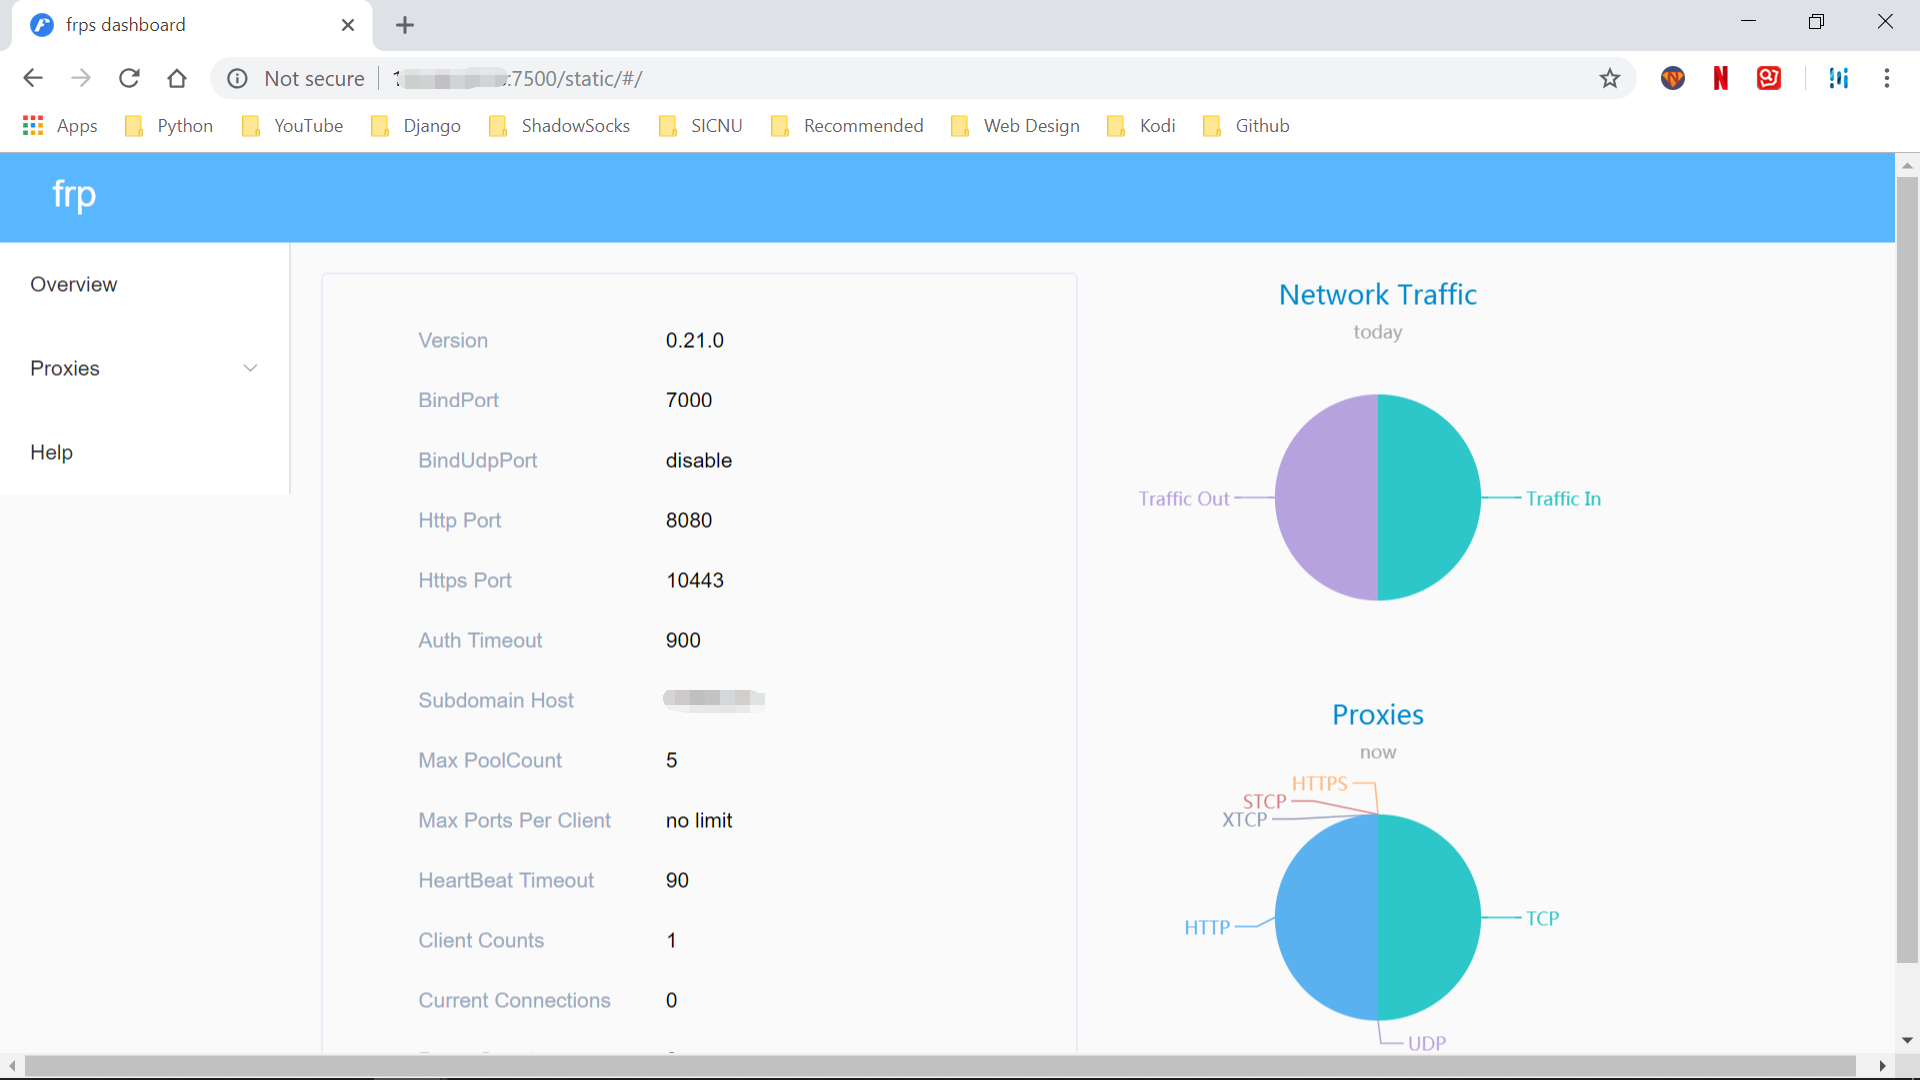 frps dashboard
Not secure
:7500/static/#/
Apps Python YouTube Django ShadowSocks SICNU Recommended Web Design Kodi Github
frp
Overview
Proxies
Help
Version 0.21.0
BindPort 7000
BindUdpPort disable
Http Port 8080
Https Port 10443
Auth Timeout 900
Subdomain Host
Max PoolCount 5
Max Ports Per Client no limit
HeartBeat Timeout 90
Client Counts 1
Current Connections 0
Network Traffic
today
Traffic Out
Traffic In
Proxies
now
HTTPS
STCP
XTCP
HTTP
TCP
UDP